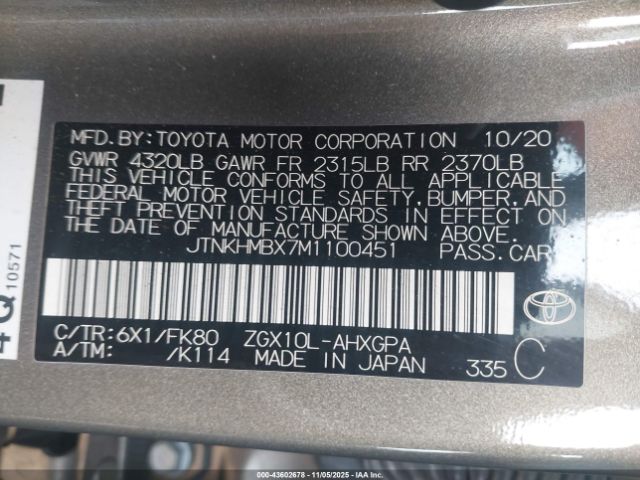 MFD.BY:TOYOTA MOTOR CORPORATION 10/20
GVWR 4320LB GAWR FR 2315LB RR 2370LB
THIS VEHICLE CONFORMS TO ALL APPLICABLE
FEDERAL MOTOR VEHICLE SAFETY,BUMPER,AND
THEFT PREVENTION STANDARDS IN EFFECT ON
THE DATE OF MANUFACTURE SHOWN ABOVE.
JTNKHMBX7M1100451 PASS.CAR
C/TR:6X1/FK80 ZGX10L-AHXGPA
A/TM: /K114 MADE IN JAPAN 335 C
4Q 10571
Stock: 43602678 - 11/05/2025 - IAA Inc.